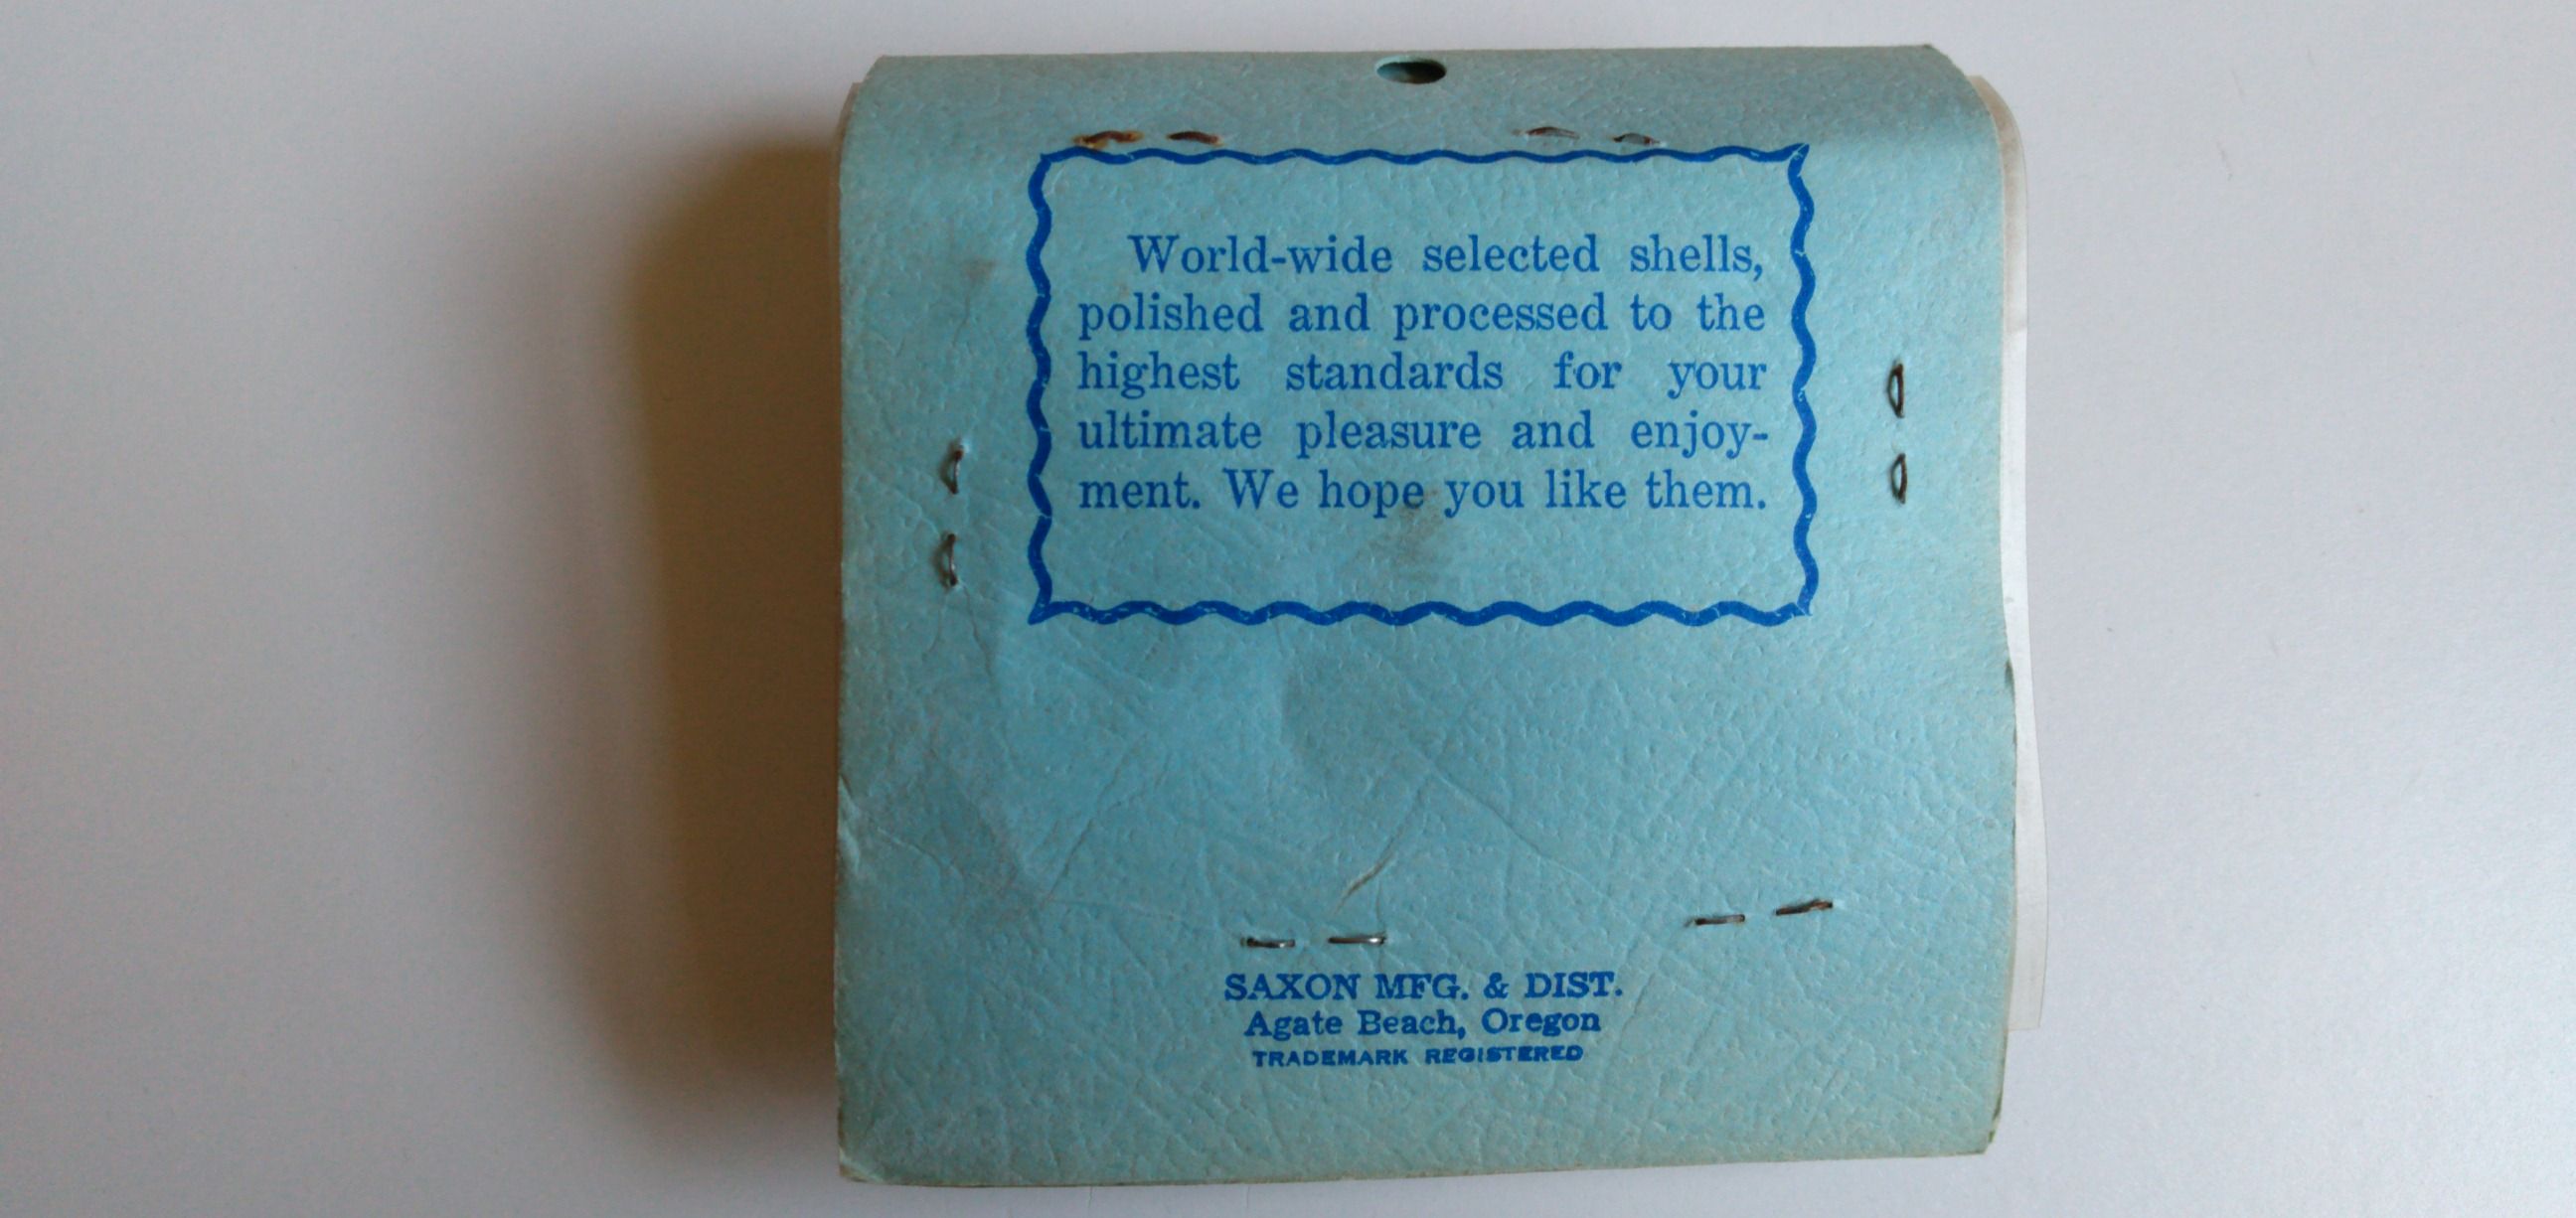 World-wide selected shells,
polished and processed to the
highest standards for your
ultimate pleasure and enjoy-
ment. We hope you like them.
SAXON MFG. & DIST.
Agate Beach, Oregon
TRADEMARK REGISTERED